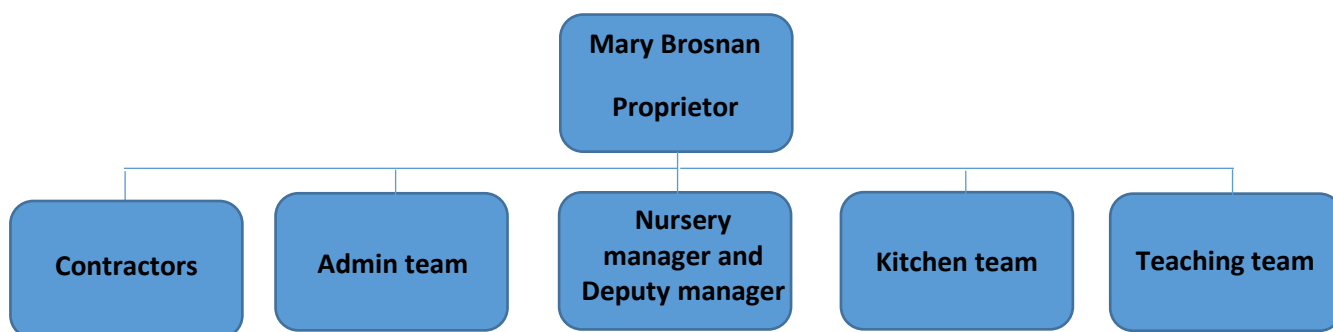 Mary Brosnan
Proprietor
Contractors
Admin team
Nursery
manager and
Deputy manager
Kitchen team
Teaching team